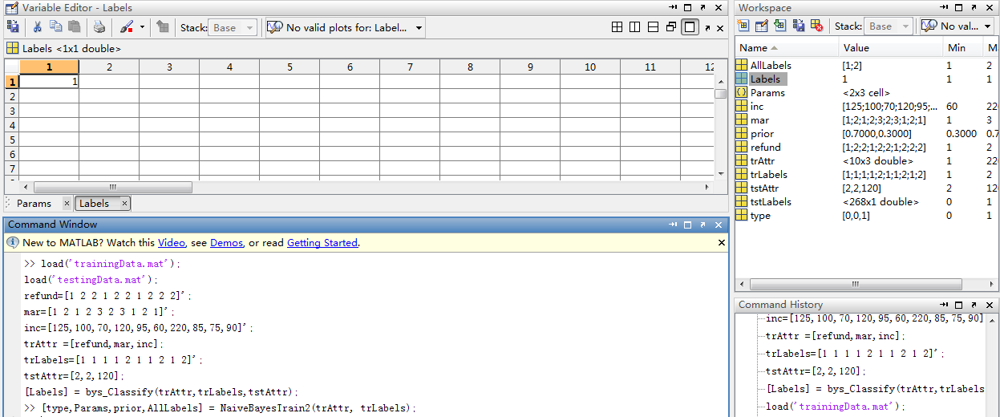 Variable Editor - Labels
Stack: Base No valid plots for: Label...
Labels <1x1 double>
1 2 3 4 5 6 7 8 9 10 11 12
1 1
2
3
4
5
6
7
Params × Labels ×
Command Window
New to MATLAB? Watch this Video, see Demos, or read Getting Started.
>> load('trainingData.mat');
load('testingData.mat');
refund=[1 2 2 1 2 2 1 2 2 2]';
mar=[1 2 1 2 3 2 3 1 2 1]';
inc=[125,100,70,120,95,60,220,85,75,90]';
trAttr =[refund,mar,inc];
trLabels=[1 1 1 1 2 1 1 2 1 2]';
tstAttr=[2,2,120];
[Labels] = bys_Classify(trAttr,trLabels,tstAttr);
>> [type,Params,prior,AllLabels] = NaiveBayesTrain2(trAttr, trLabels);
Workspace
Stack: Base No val...
Name Value Min M
AllLabels [1;2] 1 2
Labels 1 1 1
Params <2x3 cell>
inc [125;100;70;120;95;... 60 220
mar [1;2;1;2;3;2;3;1;2;1] 1 3
prior [0.7000,0.3000] 0.3000 0.7
refund [1;2;2;1;2;2;1;2;2;2] 1 2
trAttr <10x3 double> 1 220
trLabels [1;1;1;1;2;1;1;2;1;2] 1 2
tstAttr [2,2,120] 2 120
tstLabels <268x1 double> 0 1
type [0,0,1] 0 1
Command History
inc=[125,100,70,120,95,60,220,85,75,90]
trAttr =[refund,mar,inc];
trLabels=[1 1 1 1 2 1 1 2 1 2]';
tstAttr=[2,2,120];
[Labels] = bys_Classify(trAttr,trLabels
load('trainingData.mat');